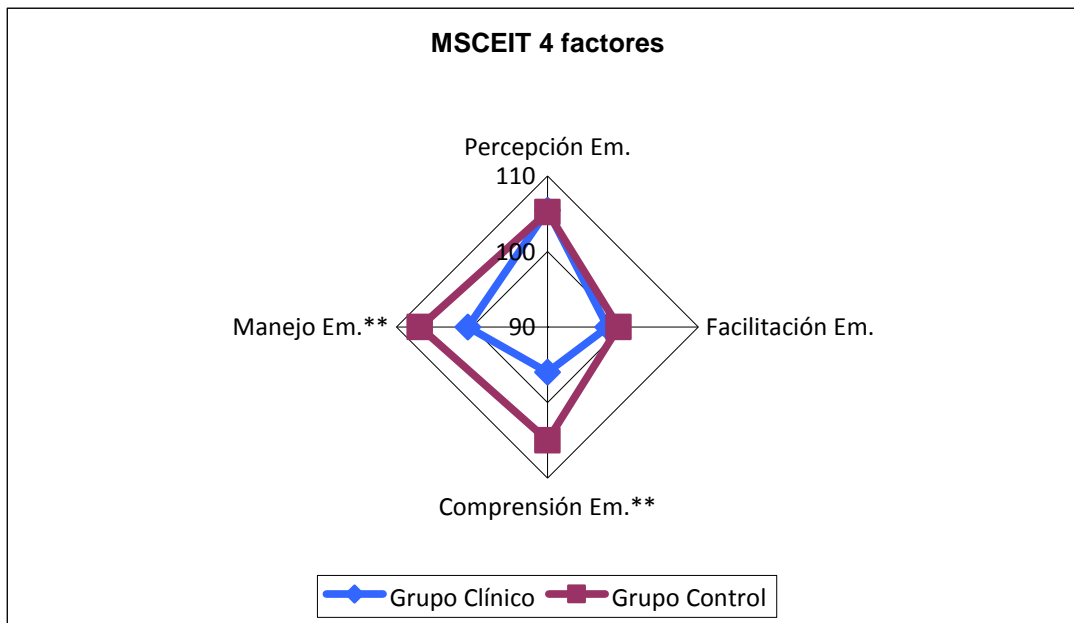 MSCEIT 4 factores
Percepción Em.
110
100
Manejo Em.** 90 Facilitación Em.
Comprensión Em.**
Grupo Clínico Grupo Control